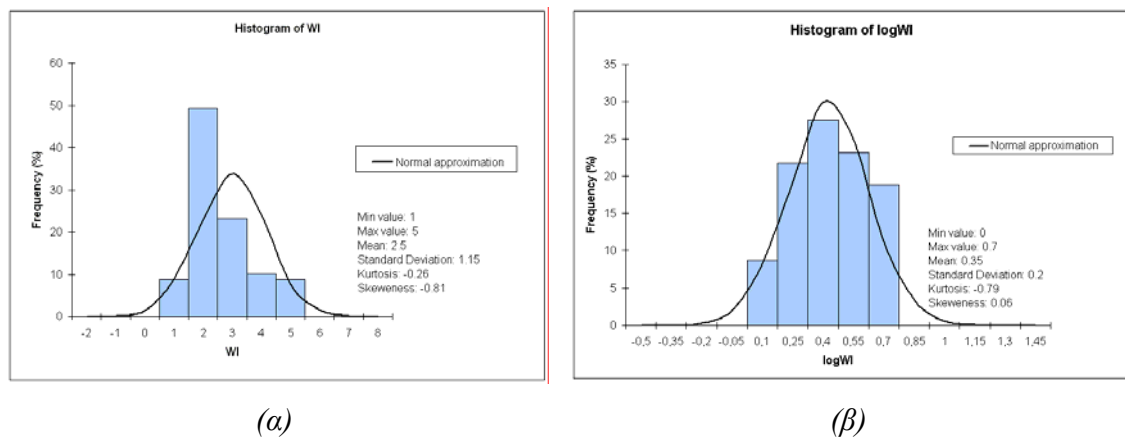 Histogram of WI
60
50
40
30
20
10
0
Frequency (%)
Normal approximation
Min value: 1
Max value: 5
Mean: 2.5
Standard Deviation: 1.15
Kurtosis: -0.26
Skeweness: -0.81
-2 -1 0 1 2 3 4 5 6 7 8
WI
(α)
Histogram of logWI
35
30
25
20
15
10
5
0
Frequency (%)
Normal approximation
Min value: 0
Max value: 0.7
Mean: 0.35
Standard Deviation: 0.2
Kurtosis: -0.79
Skeweness: 0.06
-0,5 -0,35 -0,2 -0,05 0,1 0,25 0,4 0,55 0,7 0,85 1 1,15 1,3 1,45
logWI
(β)